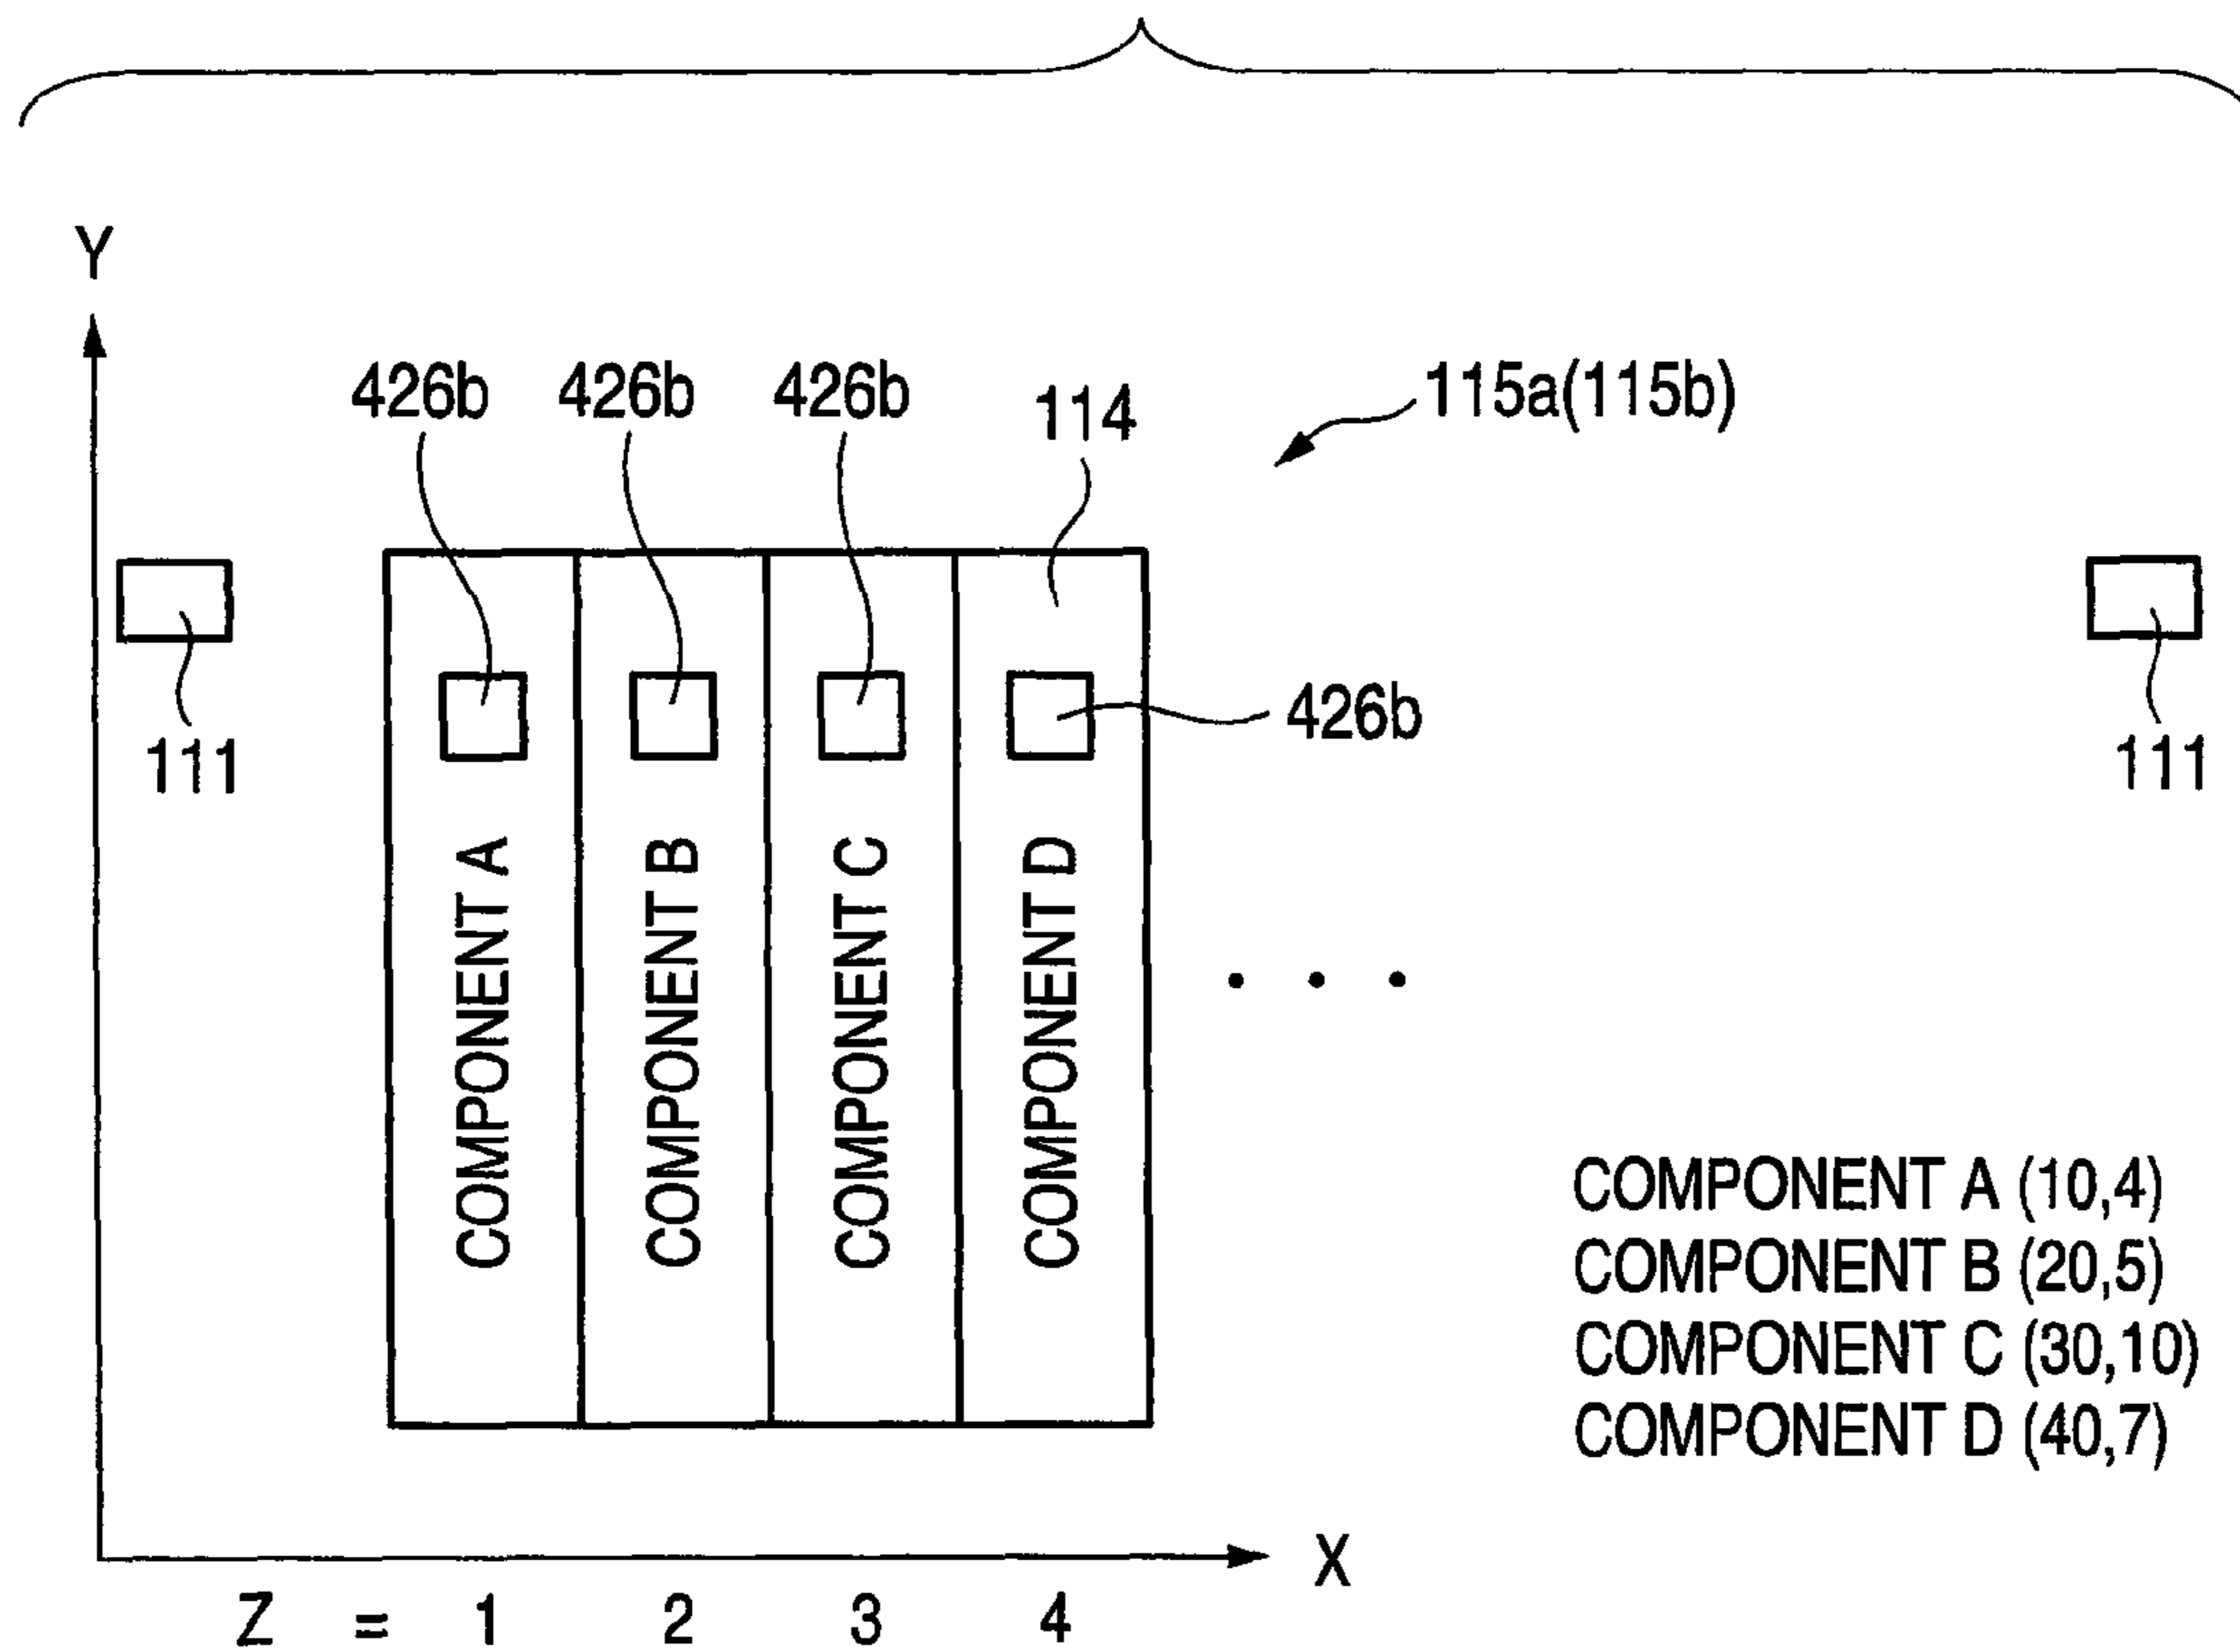 Y
426b 426b 426b 114 115a(115b)
426b
111 111
COMPONENT A
COMPONENT B
COMPONENT C
COMPONENT D
COMPONENT A (10,4)
COMPONENT B (20,5)
COMPONENT C (30,10)
COMPONENT D (40,7)
X
Z = 1 2 3 4